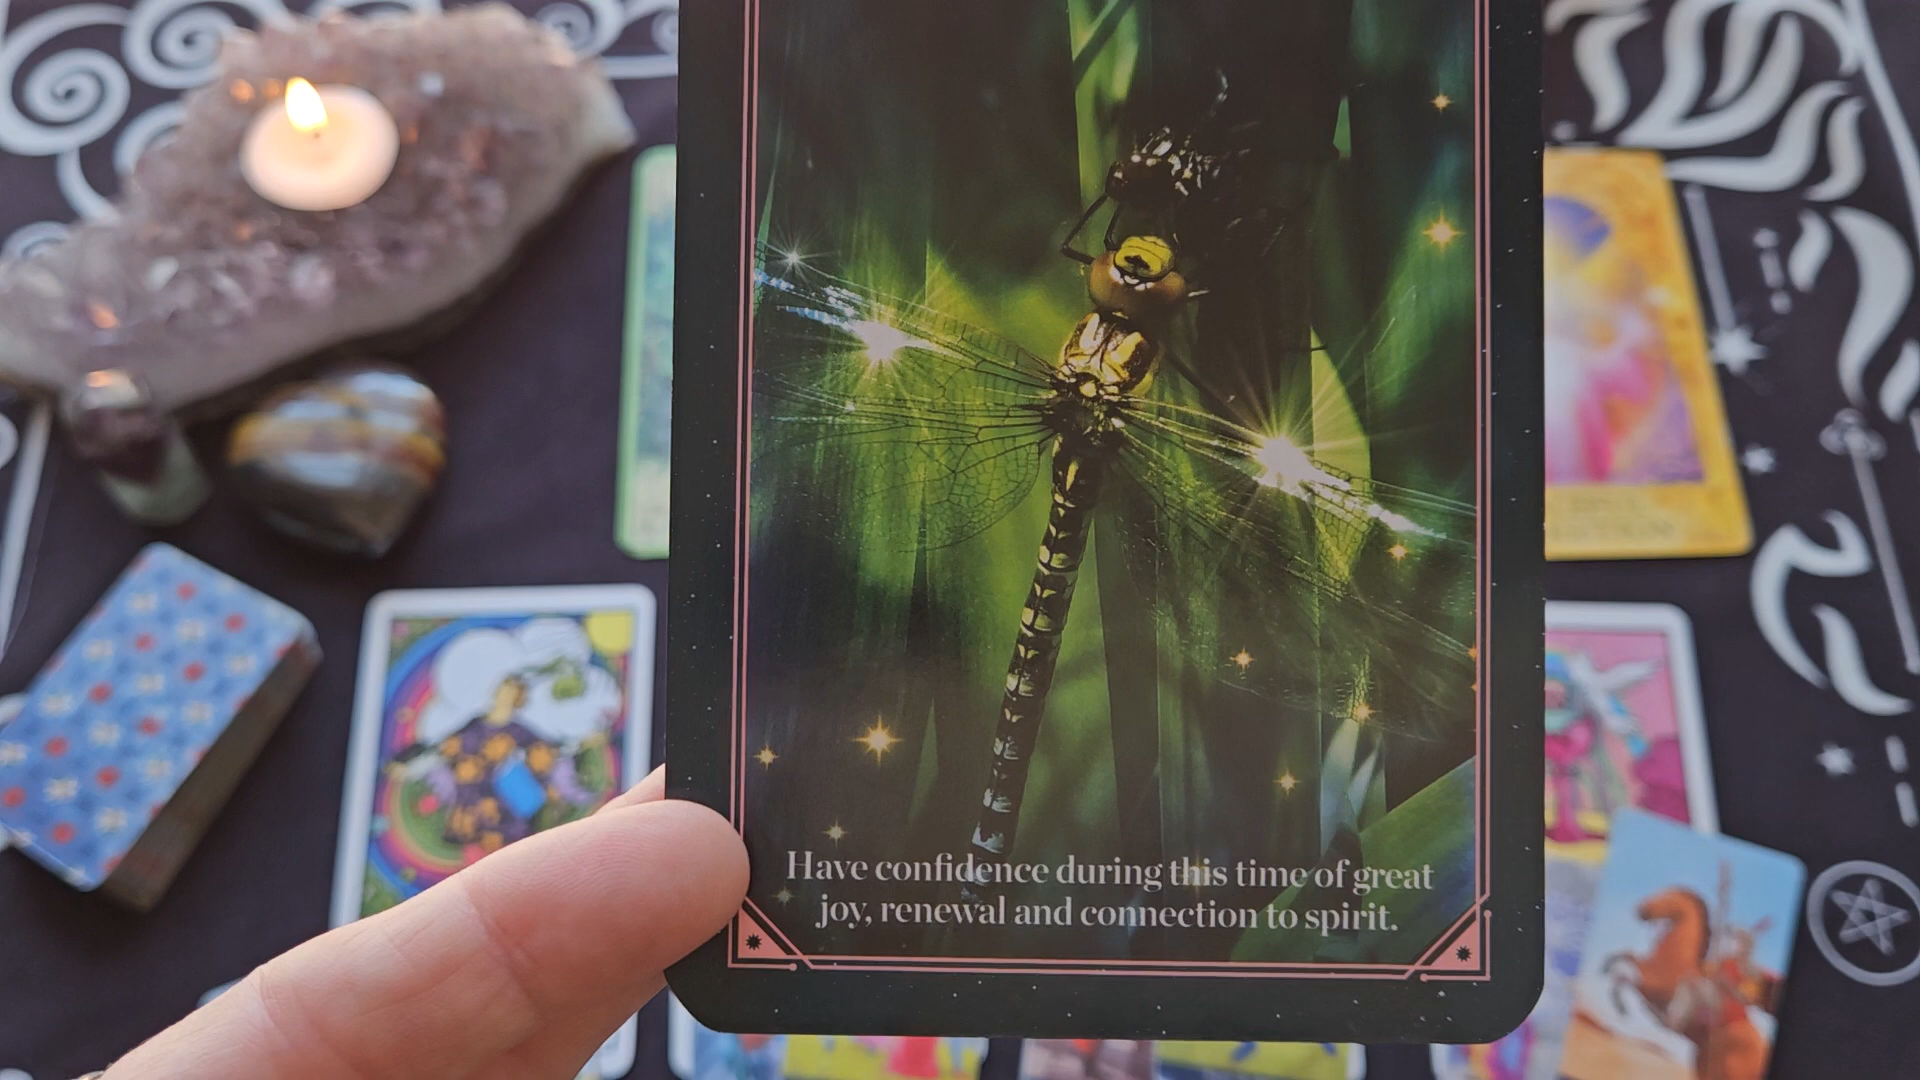 Have confidence during this time of great
joy, renewal and connection to spirit.